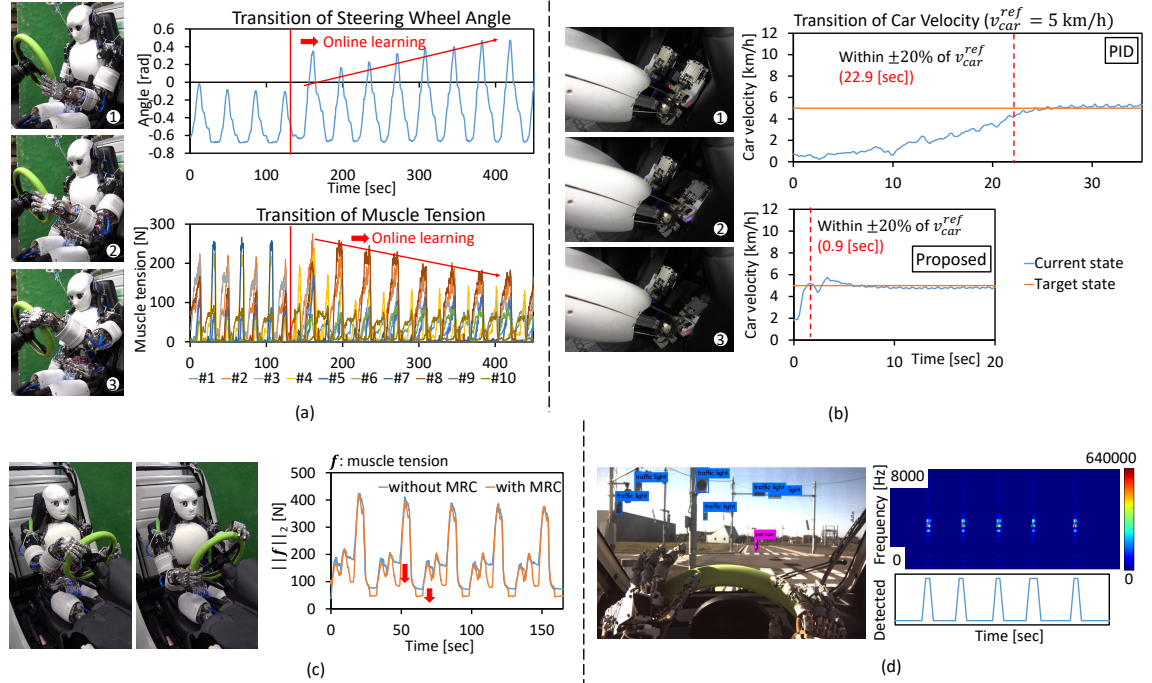 Transition of Steering Wheel Angle
Online learning
Angle [rad]
0.6
0.4
0.2
0
-0.2
-0.4
-0.6
-0.8
0 100 200 300 400
Time [sec]
1
2
3
Transition of Muscle Tension
Online learning
Muscle tension [N]
300
200
100
0
0 100 200 300 400
Time [sec]
#1 #2 #3 #4 #5 #6 #7 #8 #9 #10
(a)
1
2
3
Transition of Car Velocity (v_car^ref = 5 km/h)
PID
Within ±20% of v_car^ref
(22.9 [sec])
Car velocity [km/h]
12
10
8
6
4
2
0
0 10 20 30
Within ±20% of v_car^ref
(0.9 [sec])
Proposed
Car velocity [km/h]
12
10
8
6
4
2
0
0 10 20
Time [sec]
Current state
Target state
(b)
f: muscle tension
without MRC with MRC
||f||₂ [N]
500
400
300
200
100
0
0 50 100 150
Time [sec]
(c)
traffic light
traffic light
traffic light
traffic light
traffic light
person
640000
8000
Frequency [Hz]
0
0
Detected
Time [sec]
(d)